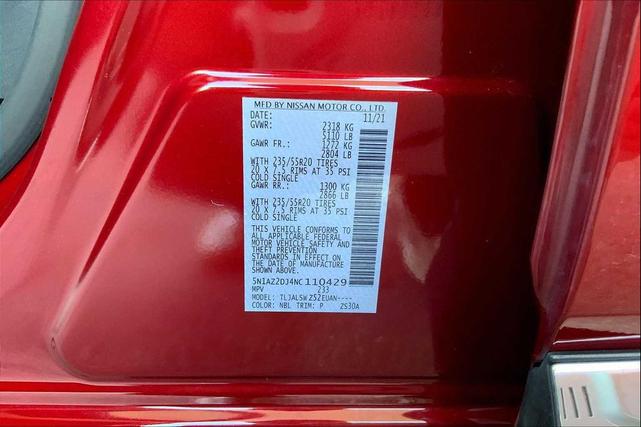 MFD BY NISSAN MOTOR CO., LTD.
DATE: 11/21
GVWR: 2318 KG
5110 LB
GAWR FR.: 1272 KG
2804 LB
WITH 235/55R20 TIRES
20 X 7.5 RIMS AT 35 PSI
COLD SINGLE
GAWR RR.: 1300 KG
2866 LB
WITH 235/55R20 TIRES
20 X 7.5 RIMS AT 35 PSI
COLD SINGLE
THIS VEHICLE CONFORMS TO
ALL APPLICABLE FEDERAL
MOTOR VEHICLE SAFETY AND
THEFT PREVENTION
STANDARDS IN EFFECT ON
THE DATE OF MANUFACTURE
SHOWN ABOVE.
5N1AZ2DJ4NC110429
MPV 233
MODEL: TLJALSWZ52EUAN----
COLOR: NBL TRIM: P ZS30A